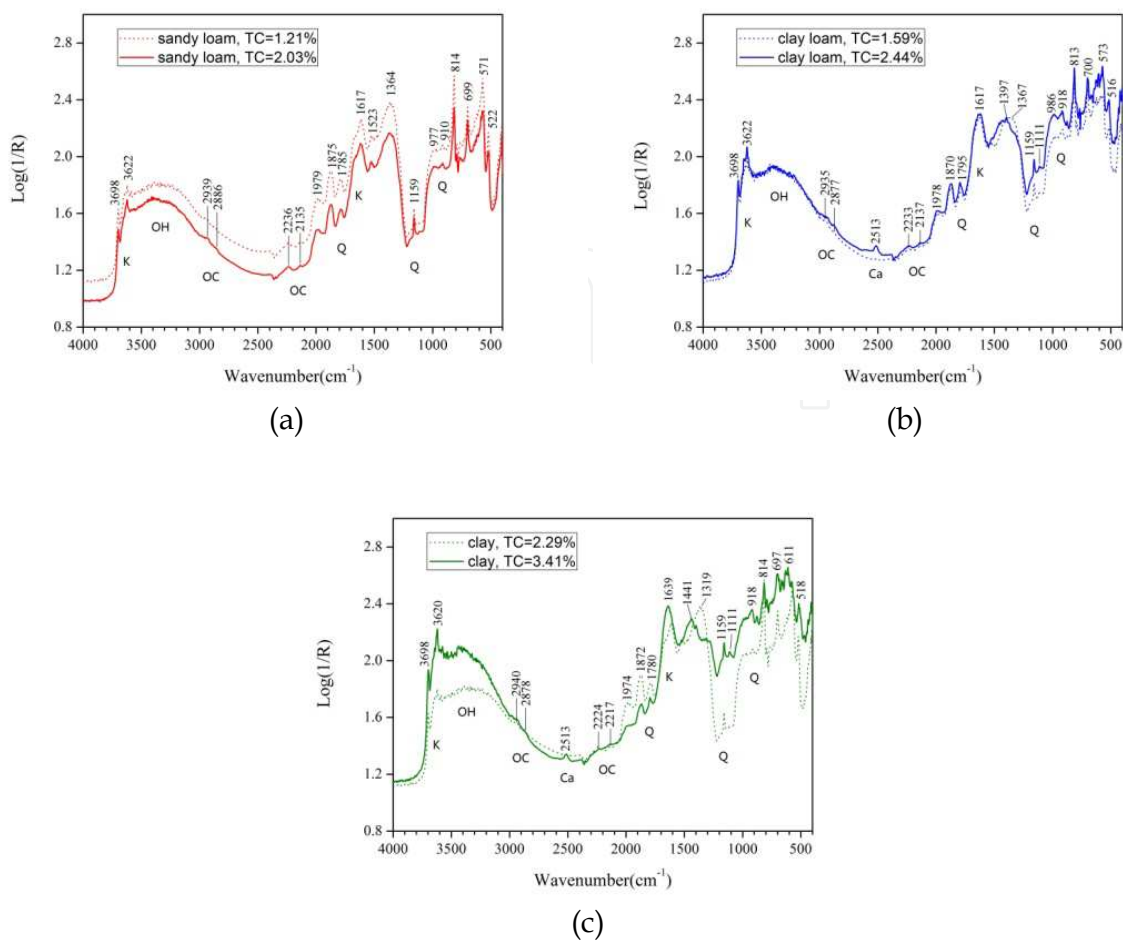 2.8
2.4
2.0
1.6
1.2
0.8
Log(1/R)
sandy loam, TC=1.21%
sandy loam, TC=2.03%
3698
3622
K
OH
2939
2886
OC
2236
2135
OC
1979
1875
1785
Q
1617
K
1523
1364
1159
Q
977
910
Q
814
699
571
522
4000 3500 3000 2500 2000 1500 1000 500
Wavenumber(cm-1)
(a)
2.8
2.4
2.0
1.6
1.2
0.8
Log(1/R)
clay loam, TC=1.59%
clay loam, TC=2.44%
3698
3622
K
OH
2935
2877
OC
2513
Ca
2233
2137
OC
1978
1870
1795
Q
1617
K
1397
1367
1159
1111
Q
986
918
Q
813
700
573
516
4000 3500 3000 2500 2000 1500 1000 500
Wavenumber(cm-1)
(b)
2.8
2.4
2.0
1.6
1.2
0.8
Log(1/R)
clay, TC=2.29%
clay, TC=3.41%
3698
3620
K
OH
2940
2878
OC
2513
Ca
2224
2217
OC
1974
1872
1780
Q
1639
K
1441
1319
1159
1111
Q
918
Q
814
697
611
518
4000 3500 3000 2500 2000 1500 1000 500
Wavenumber(cm-1)
(c)